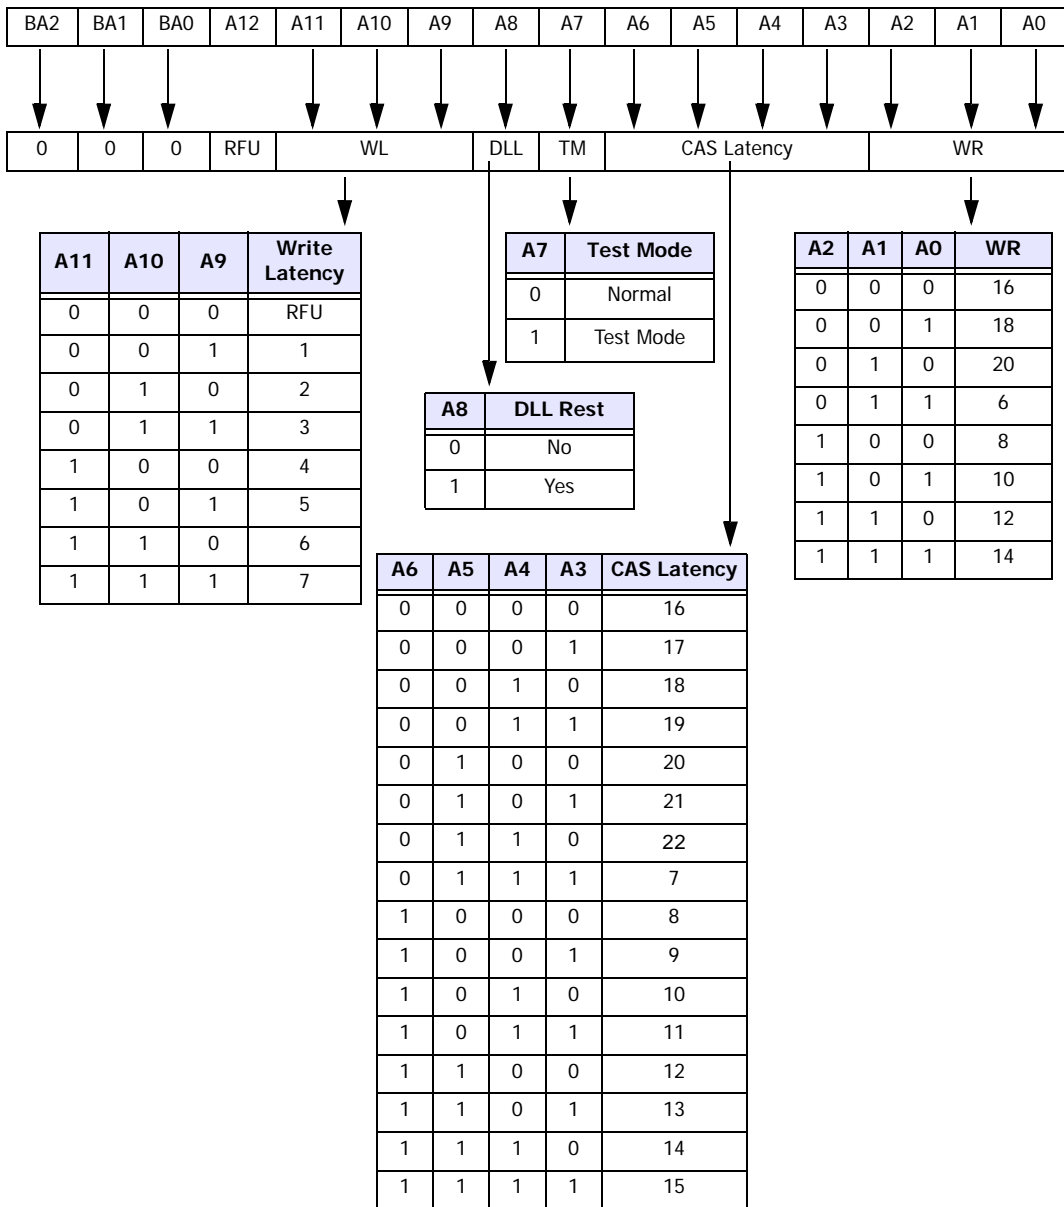 BA2 BA1 BA0 A12 A11 A10 A9 A8 A7 A6 A5 A4 A3 A2 A1 A0
0 0 0 RFU WL DLL TM CAS Latency WR
A11 A10 A9 Write Latency
0 0 0 RFU
0 0 1 1
0 1 0 2
0 1 1 3
1 0 0 4
1 0 1 5
1 1 0 6
1 1 1 7
A7 Test Mode
0 Normal
1 Test Mode
A8 DLL Rest
0 No
1 Yes
A2 A1 A0 WR
0 0 0 16
0 0 1 18
0 1 0 20
0 1 1 6
1 0 0 8
1 0 1 10
1 1 0 12
1 1 1 14
A6 A5 A4 A3 CAS Latency
0 0 0 0 16
0 0 0 1 17
0 0 1 0 18
0 0 1 1 19
0 1 0 0 20
0 1 0 1 21
0 1 1 0 22
0 1 1 1 7
1 0 0 0 8
1 0 0 1 9
1 0 1 0 10
1 0 1 1 11
1 1 0 0 12
1 1 0 1 13
1 1 1 0 14
1 1 1 1 15